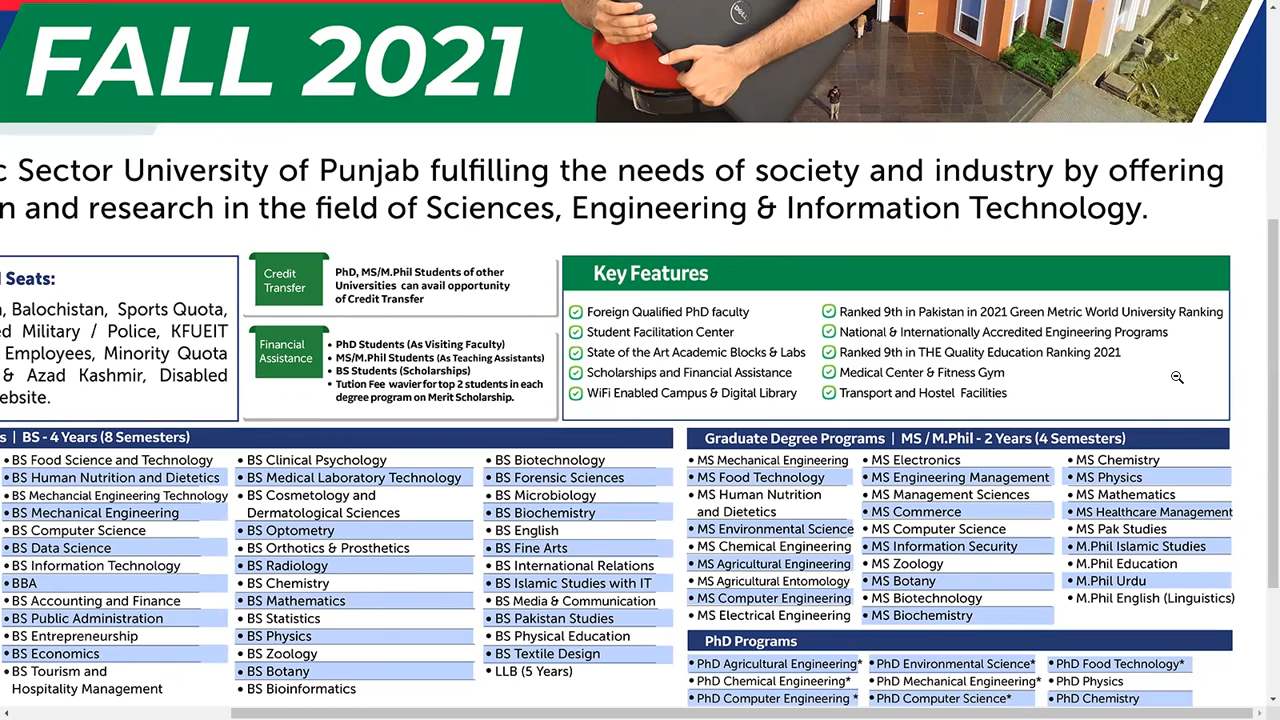 FALL 2021
DELL
c Sector University of Punjab fulfilling the needs of society and industry by offering
n and research in the field of Sciences, Engineering & Information Technology.
Seats:
, Balochistan, Sports Quota,
ed Military / Police, KFUEIT
Employees, Minority Quota
& Azad Kashmir, Disabled
ebsite.
Credit
Transfer
PhD, MS/M.Phil Students of other
Universities can avail opportunity
of Credit Transfer
Financial
Assistance
• PhD Students (As Visiting Faculty)
• MS/M.Phil Students (As Teaching Assistants)
• BS Students (Scholarships)
• Tution Fee wavier for top 2 students in each
degree program on Merit Scholarship.
Key Features
Foreign Qualified PhD faculty
Student Facilitation Center
State of the Art Academic Blocks & Labs
Scholarships and Financial Assistance
WiFi Enabled Campus & Digital Library
Ranked 9th in Pakistan in 2021 Green Metric World University Ranking
National & Internationally Accredited Engineering Programs
Ranked 9th in THE Quality Education Ranking 2021
Medical Center & Fitness Gym
Transport and Hostel Facilities
s | BS - 4 Years (8 Semesters)
• BS Food Science and Technology
• BS Human Nutrition and Dietetics
• BS Mechancial Engineering Technology
• BS Mechanical Engineering
• BS Computer Science
• BS Data Science
• BS Information Technology
• BBA
• BS Accounting and Finance
• BS Public Administration
• BS Entrepreneurship
• BS Economics
• BS Tourism and
Hospitality Management
• BS Clinical Psychology
• BS Medical Laboratory Technology
• BS Cosmetology and
Dermatological Sciences
• BS Optometry
• BS Orthotics & Prosthetics
• BS Radiology
• BS Chemistry
• BS Mathematics
• BS Statistics
• BS Physics
• BS Zoology
• BS Botany
• BS Bioinformatics
• BS Biotechnology
• BS Forensic Sciences
• BS Microbiology
• BS Biochemistry
• BS English
• BS Fine Arts
• BS International Relations
• BS Islamic Studies with IT
• BS Media & Communication
• BS Pakistan Studies
• BS Physical Education
• BS Textile Design
• LLB (5 Years)
Graduate Degree Programs | MS / M.Phil - 2 Years (4 Semesters)
• MS Mechanical Engineering
• MS Food Technology
• MS Human Nutrition
and Dietetics
• MS Environmental Science
• MS Chemical Engineering
• MS Agricultural Engineering
• MS Agricultural Entomology
• MS Computer Engineering
• MS Electrical Engineering
• MS Electronics
• MS Engineering Management
• MS Management Sciences
• MS Commerce
• MS Computer Science
• MS Information Security
• MS Zoology
• MS Botany
• MS Biotechnology
• MS Biochemistry
• MS Chemistry
• MS Physics
• MS Mathematics
• MS Healthcare Management
• MS Pak Studies
• M.Phil Islamic Studies
• M.Phil Education
• M.Phil Urdu
• M.Phil English (Linguistics)
PhD Programs
• PhD Agricultural Engineering*
• PhD Chemical Engineering*
• PhD Computer Engineering *
• PhD Environmental Science*
• PhD Mechanical Engineering*
• PhD Computer Science*
• PhD Food Technology*
• PhD Physics
• PhD Chemistry